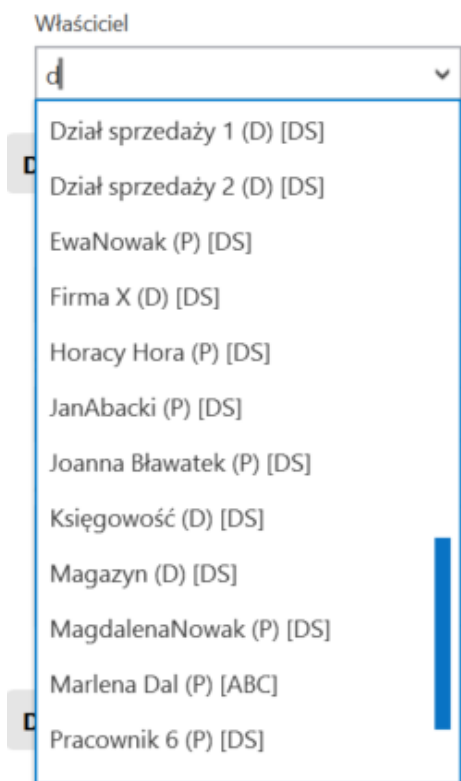 Właściciel
d
Dział sprzedaży 1 (D) [DS]
D
Dział sprzedaży 2 (D) [DS]
EwaNowak (P) [DS]
Firma X (D) [DS]
Horacy Hora (P) [DS]
JanAbacki (P) [DS]
Joanna Bławatek (P) [DS]
Księgowość (D) [DS]
Magazyn (D) [DS]
MagdalenaNowak (P) [DS]
Marlena Dal (P) [ABC]
D
Pracownik 6 (P) [DS]